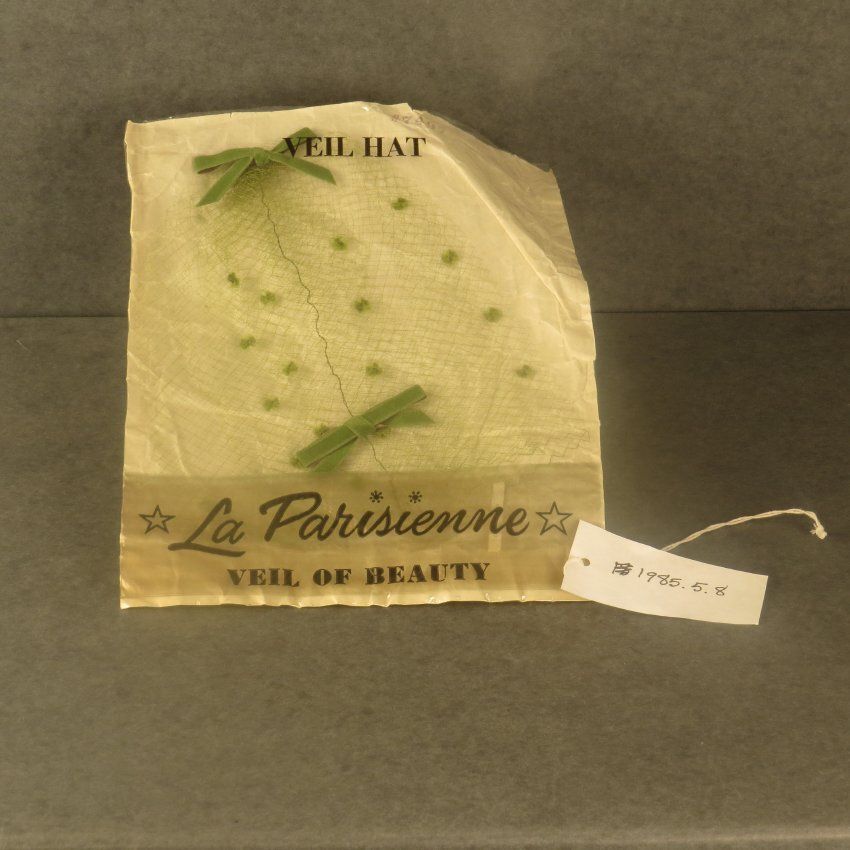 VEIL HAT
☆ La Parisienne ☆
VEIL OF BEAUTY
1985.5.8